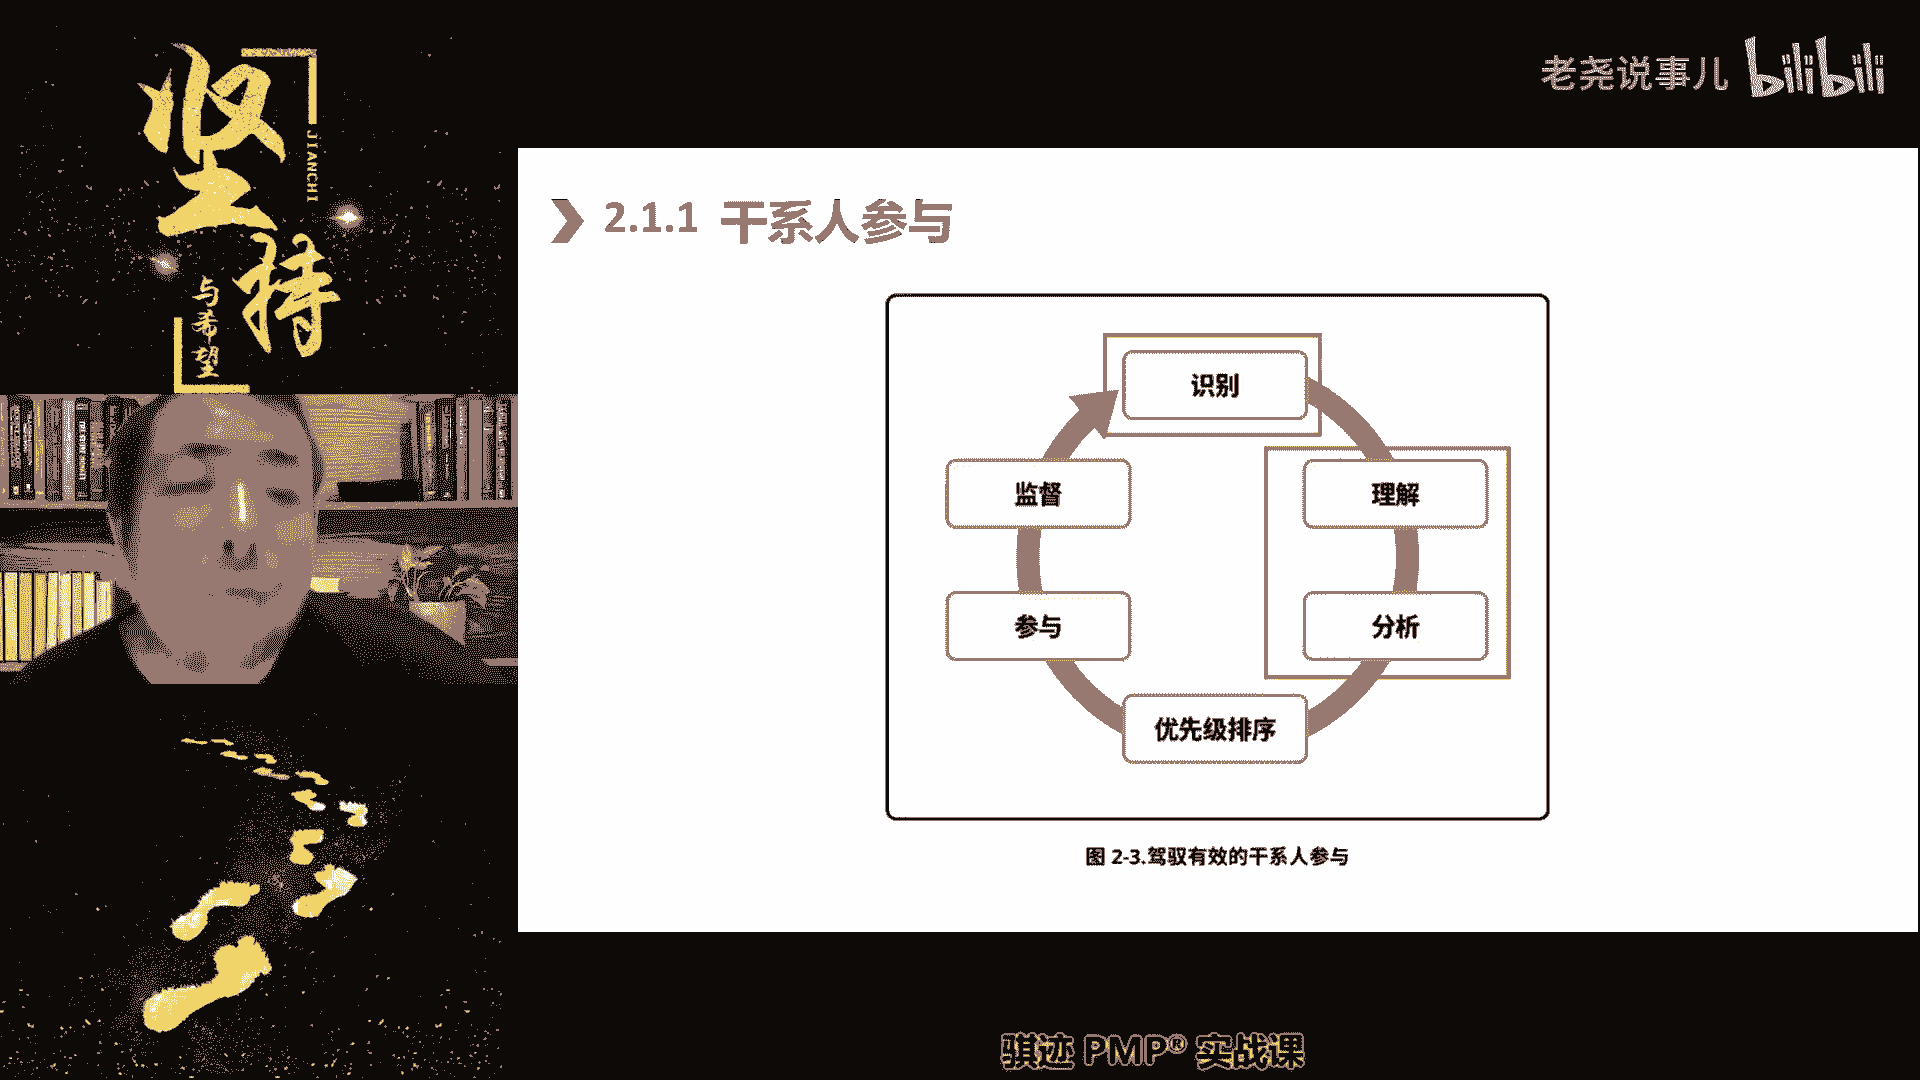 坚持
JIANCHI
与希望
老尧说事儿 bilibili
2.1.1 干系人参与
识别
监督
理解
参与
分析
优先级排序
图 2-3.驾驭有效的干系人参与
骐迹 PMP® 实战课